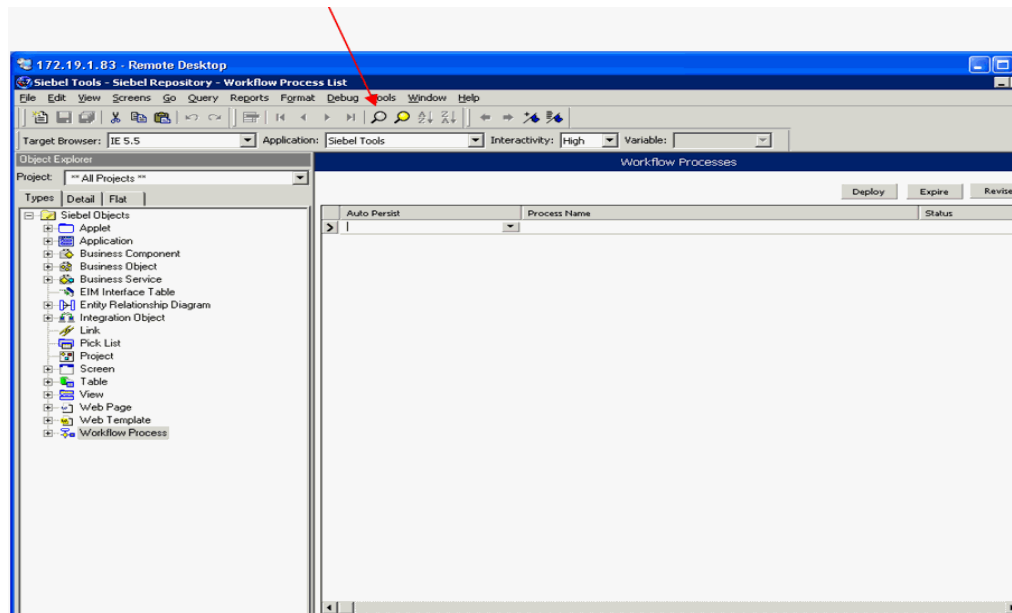 172.19.1.83 - Remote Desktop
Siebel Tools - Siebel Repository - Workflow Process List
File Edit View Screens Go Query Reports Format Debug Tools Window Help
Target Browser: IE 5.5 Application: Siebel Tools Interactivity: High Variable:
Object Explorer
Workflow Processes
Project: ** All Projects **
Deploy Expire Revise
Types Detail Flat
Auto Persist Process Name Status
Siebel Objects
Applet
Application
Business Component
Business Object
Business Service
EIM Interface Table
Entity Relationship Diagram
Integration Object
Link
Pick List
Project
Screen
Table
View
Web Page
Web Template
Workflow Process